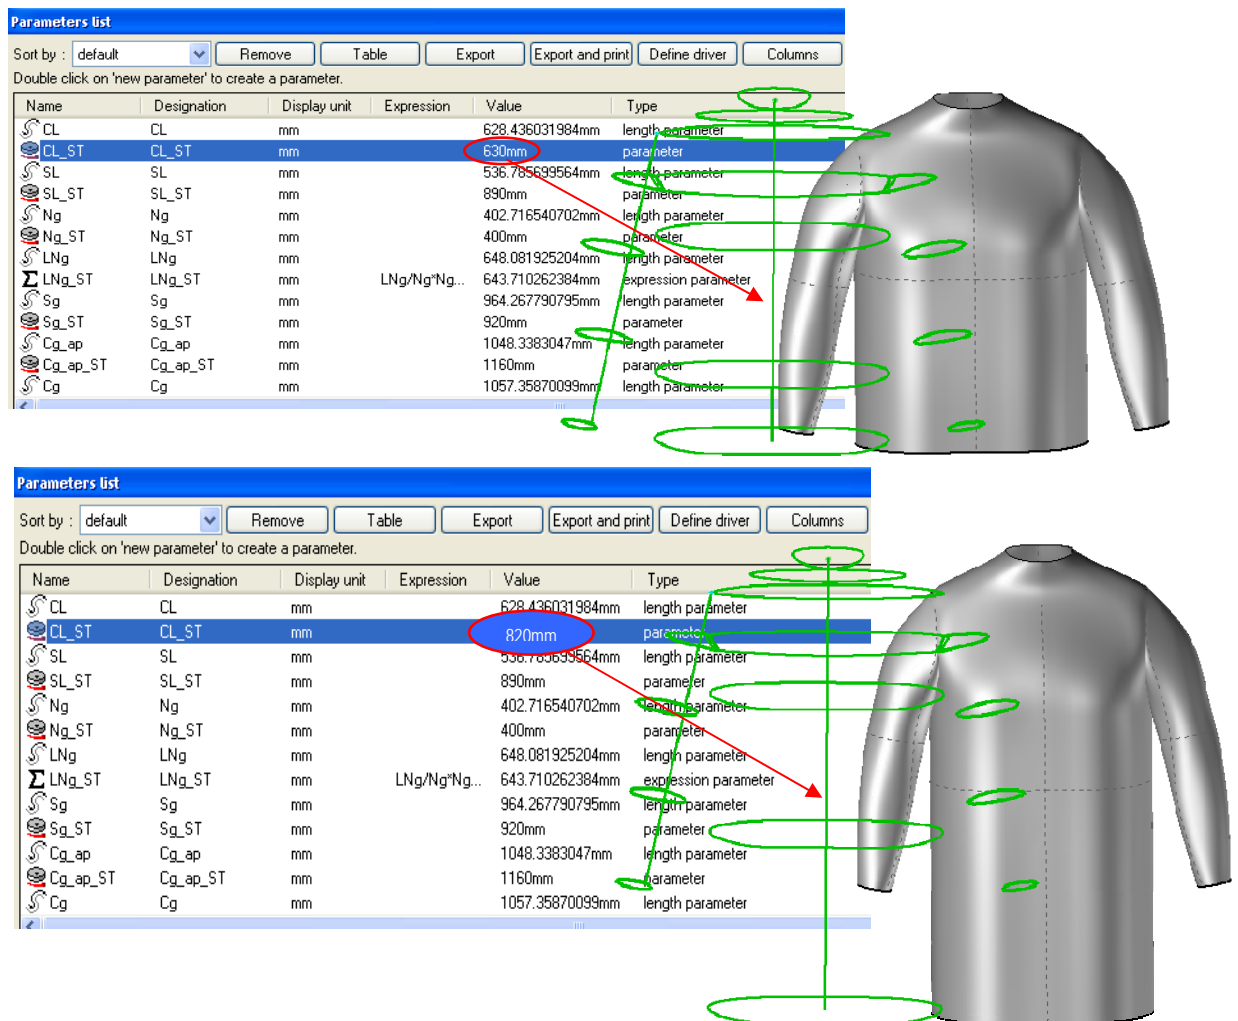 Parameters list
Sort by : default Remove Table Export Export and print Define driver Columns
Double click on 'new parameter' to create a parameter.
Name Designation Display unit Expression Value Type
CL CL mm 628.436031984mm length parameter
CL_ST CL_ST mm 630mm parameter
SL SL mm 536.785699564mm length parameter
SL_ST SL_ST mm 890mm parameter
Ng Ng mm 402.716540702mm length parameter
Ng_ST Ng_ST mm 400mm parameter
LNg LNg mm 648.081925204mm length parameter
Σ LNg_ST LNg_ST mm LNg/Ng*Ng... 643.710262384mm expression parameter
Sg Sg mm 964.267790795mm length parameter
Sg_ST Sg_ST mm 920mm parameter
Cg_ap Cg_ap mm 1048.3383047mm length parameter
Cg_ap_ST Cg_ap_ST mm 1160mm parameter
Cg Cg mm 1057.35870099mm length parameter
Parameters list
Sort by : default Remove Table Export Export and print Define driver Columns
Double click on 'new parameter' to create a parameter.
Name Designation Display unit Expression Value Type
CL CL mm 628.436031984mm length parameter
CL_ST CL_ST mm 820mm parameter
SL SL mm 536.785699564mm length parameter
SL_ST SL_ST mm 890mm parameter
Ng Ng mm 402.716540702mm length parameter
Ng_ST Ng_ST mm 400mm parameter
LNg LNg mm 648.081925204mm length parameter
Σ LNg_ST LNg_ST mm LNg/Ng*Ng... 643.710262384mm expression parameter
Sg Sg mm 964.267790795mm length parameter
Sg_ST Sg_ST mm 920mm parameter
Cg_ap Cg_ap mm 1048.3383047mm length parameter
Cg_ap_ST Cg_ap_ST mm 1160mm parameter
Cg Cg mm 1057.35870099mm length parameter